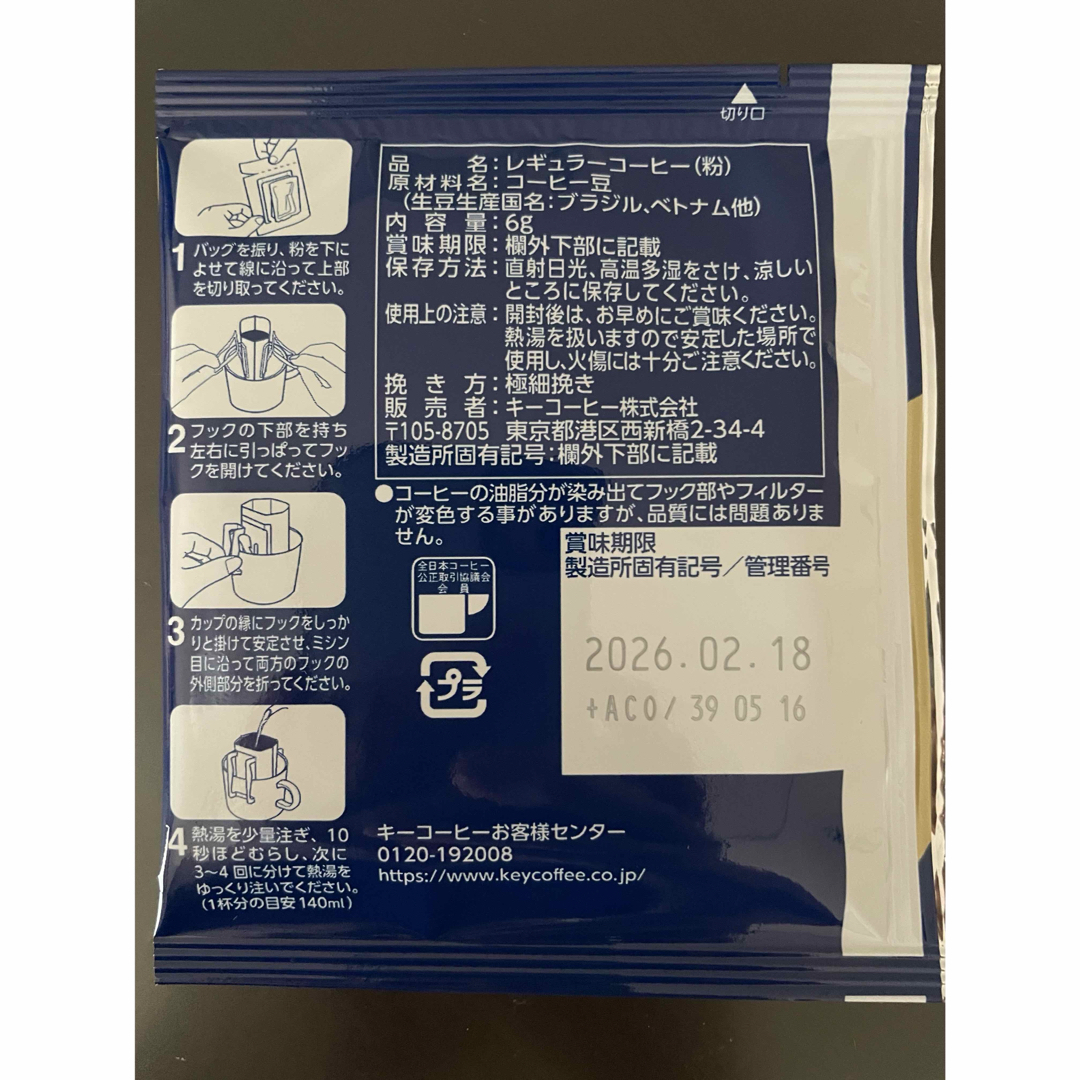 切り口
1 バッグを振り、粉を下に
よせて線に沿って上部
を切り取ってください。
2 フックの下部を持ち
左右に引っぱってフッ
クを開けてください。
3 カップの縁にフックをしっか
りと掛けて安定させ、ミシン
目に沿って両方のフックの
外側部分を折ってください。
4 熱湯を少量注ぎ、10
秒ほどむらし、次に
3〜4回に分けて熱湯を
ゆっくり注いでください。
(1杯分の目安140ml)
品名:レギュラーコーヒー(粉)
原材料名:コーヒー豆
(生豆生産国名:ブラジル、ベトナム他)
内容量:6g
賞味期限:欄外下部に記載
保存方法:直射日光、高温多湿をさけ、涼しい
ところに保存してください。
使用上の注意:開封後は、お早めにご賞味ください。
熱湯を扱いますので安定した場所で
使用し、火傷には十分ご注意ください。
挽き方:極細挽き
販売者:キーコーヒー株式会社
〒105-8705 東京都港区西新橋2-34-4
製造所固有記号:欄外下部に記載
●コーヒーの油脂分が染み出てフック部やフィルター
が変色する事がありますが、品質には問題ありま
せん。
全日本コーヒー
公正取引協議会
会員
プラ
賞味期限
製造所固有記号/管理番号
2026.02.18
+AC0/ 39 05 16
キーコーヒーお客様センター
0120-192008
https://www.keycoffee.co.jp/